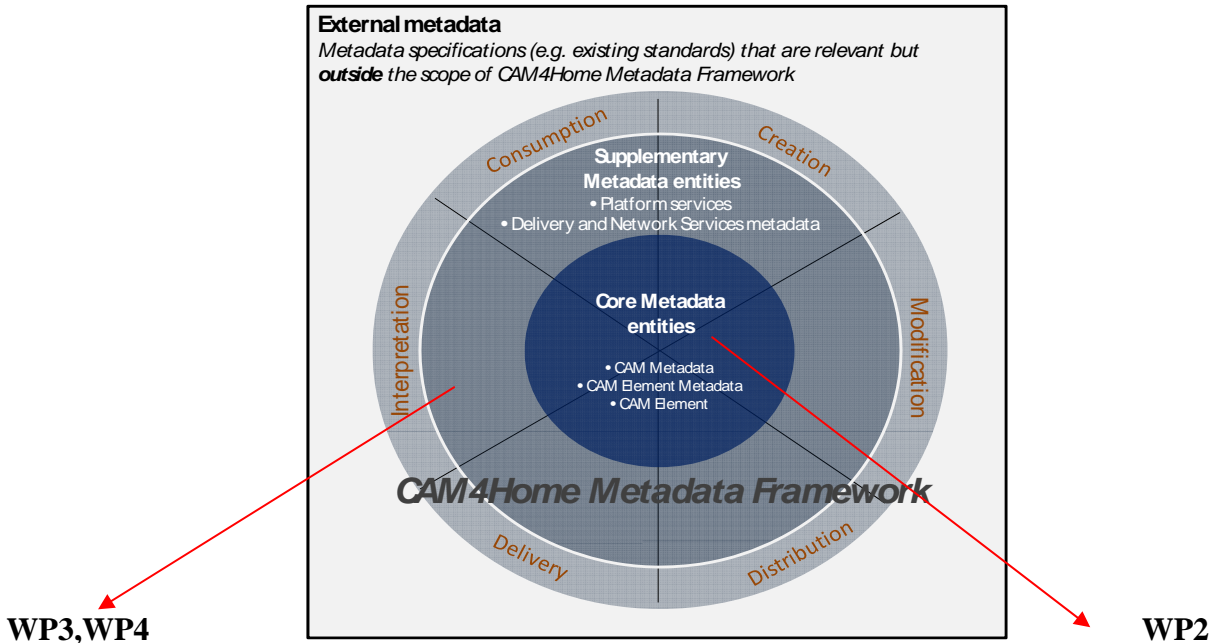 External metadata
Metadata specifications (e.g. existing standards) that are relevant but
outside the scope of CAM4Home Metadata Framework
Consumption
Creation
Supplementary
Metadata entities
• Platform services
• Delivery and Network Services metadata
Interpretation
Core Metadata
entities
Modification
• CAM Metadata
• CAM Element Metadata
• CAM Element
CAM4Home Metadata Framework
Delivery
Distribution
WP3,WP4
WP2